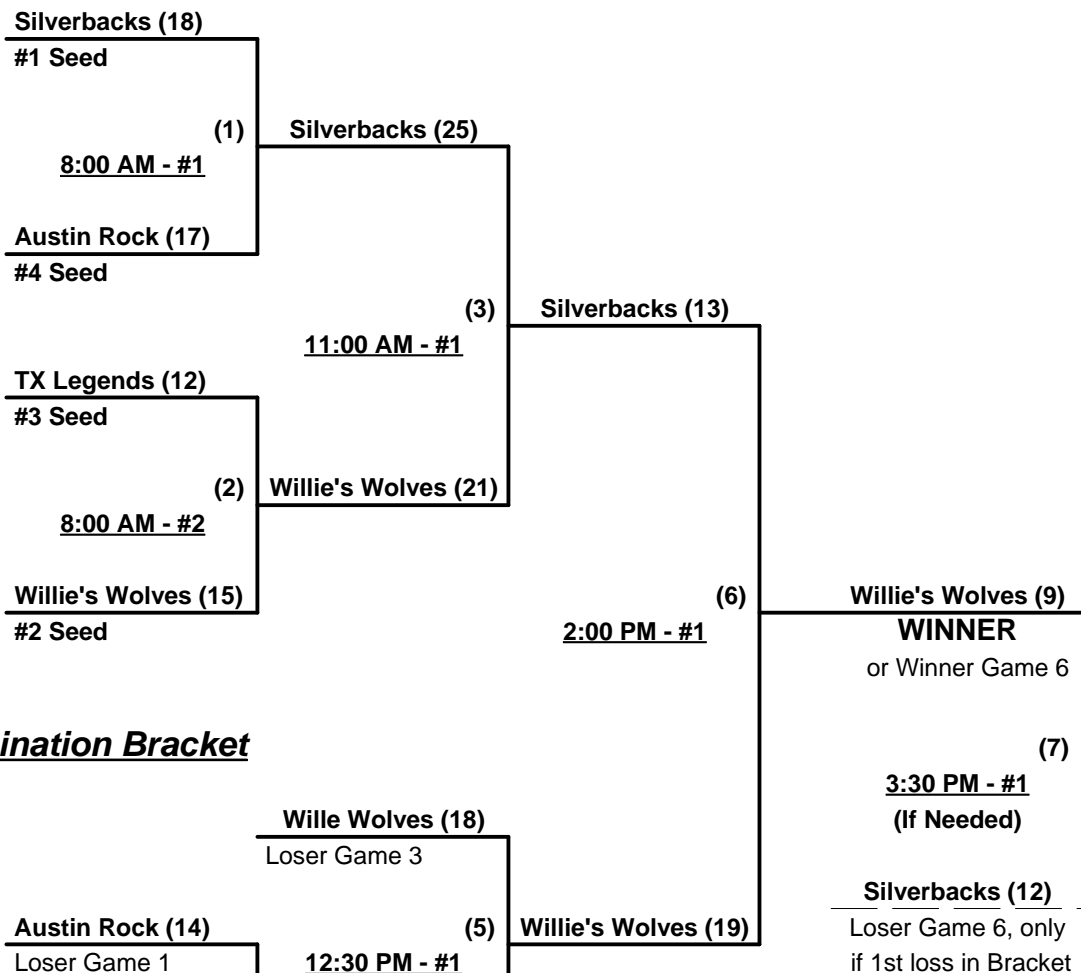 Silverbacks (18)
#1 Seed
(1)
Silverbacks (25)
8:00 AM - #1
Austin Rock (17)
#4 Seed
(3)
Silverbacks (13)
11:00 AM - #1
TX Legends (12)
#3 Seed
(2)
Willie's Wolves (21)
8:00 AM - #2
Willie's Wolves (15)
#2 Seed
(6)
2:00 PM - #1
Willie's Wolves (9)
WINNER
or Winner Game 6
ination Bracket
(7)
3:30 PM - #1
(If Needed)
Wille Wolves (18)
Loser Game 3
Silverbacks (12)
Loser Game 6, only
if 1st loss in Bracket
Austin Rock (14)
Loser Game 1
(5)
Willie's Wolves (19)
12:30 PM - #1